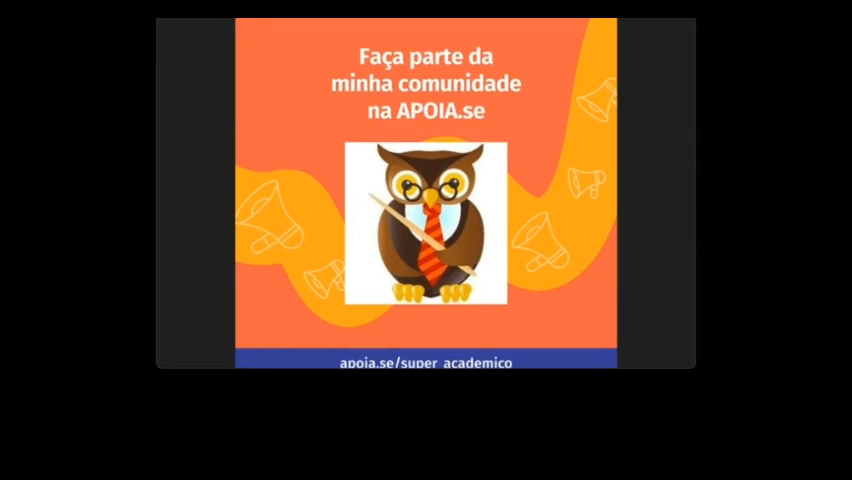 Faça parte da
minha comunidade
na APOIA.se
apoia.se/super_academico